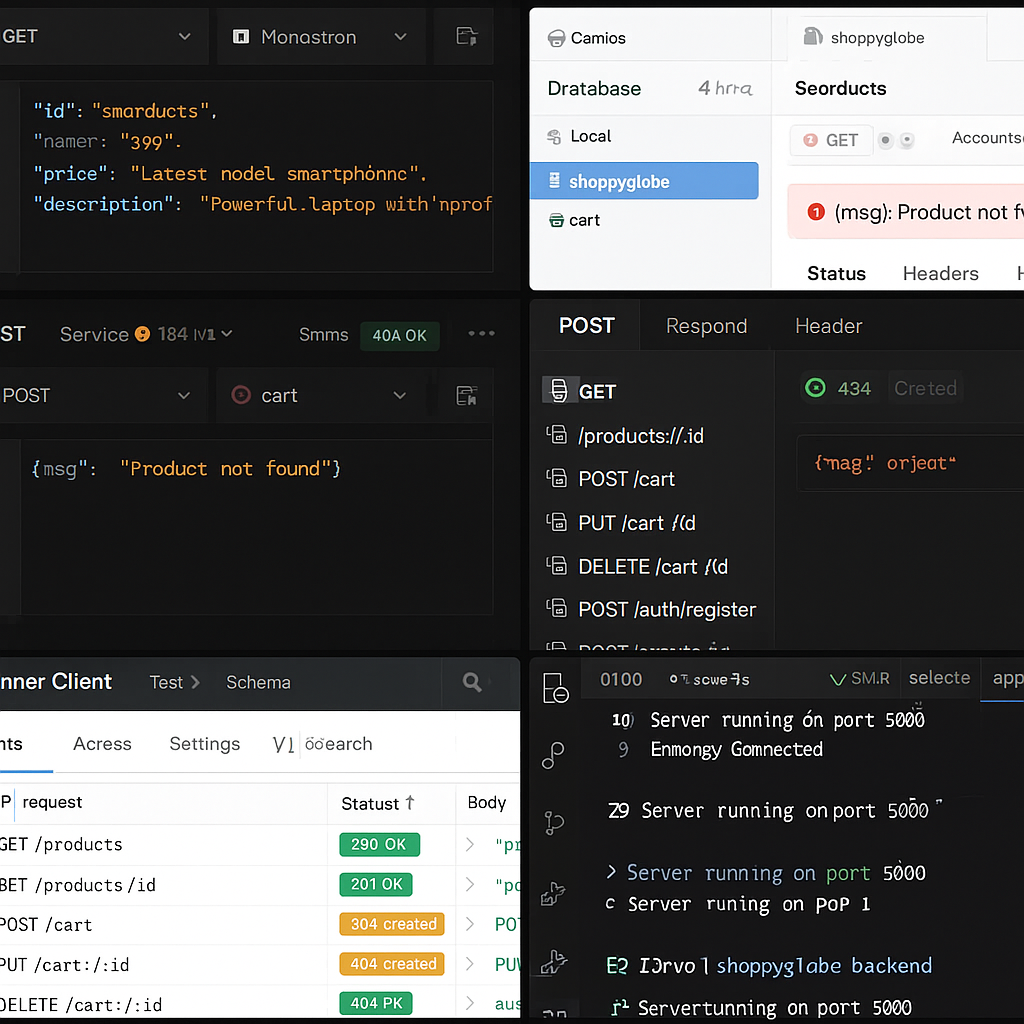 GET
Monastron
"id": "smarducts",
"namer: "399".
"price": "Latest nodel smartphónnc",
"description": "Powerful.laptop with'nprof
Camios
shoppyglobe
Dratabase
4 hrra
Local
shoppyglobe
cart
Seorducts
GET
Accounts
(msg): Product not f
Status Headers H
ST
Service 184
Smms 40A OK
POST
cart
{msg": "Product not found"}
POST Respond Header
GET
/products://.id
POST /cart
PUT /cart /(d
DELETE /cart /(d
POST /auth/register
434 Creted
orjeat"
nner Client Test > Schema
nts Acress Settings
P request Statust ↑ Body
GET /products 290 OK > "pr
BET /products/id 201 OK > "po
POST /cart 304 created > POT
PUT /cart:/:id 404 created > PUV
DELETE /cart:/:id 404 PK > aus
0100
SM.R selecte app
10 Server running ón port 5000
9 Enmongy Gomnected
Z9 Server running on port 5000
> Server running on port 5000
c Server runing on PoP 1
shoppyglabe backend
Servertunning on port 5000